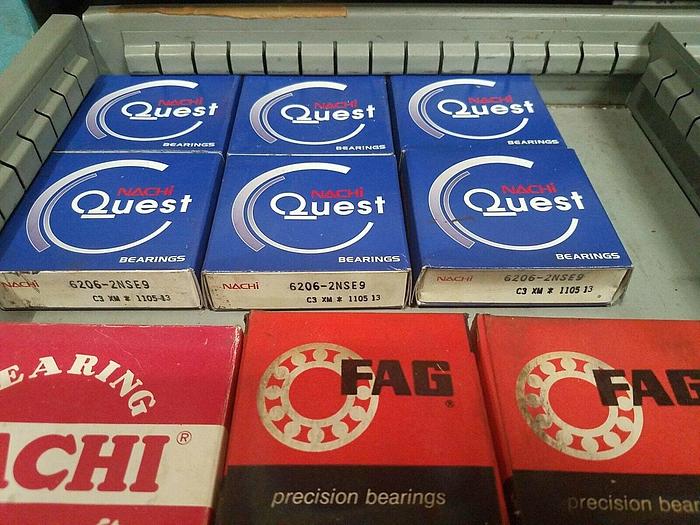 NACHi
Quest
BEARINGS
NACHi
Quest
BEARINGS
NACHi
Quest
BEARINGS
NACHi
Quest
BEARINGS
NACHi
Quest
BEARINGS
NACHi
Quest
BEARINGS
NACHi 6206-2NSE9
C3 XM * 1105 13
NACHi 6206-2NSE9
C3 XM * 1105 13
NACHi 6206-2NSE9
C3 XM * 1105 13
EARING
ACHI ®
FAG ®
precision bearings
FAG
precision bear